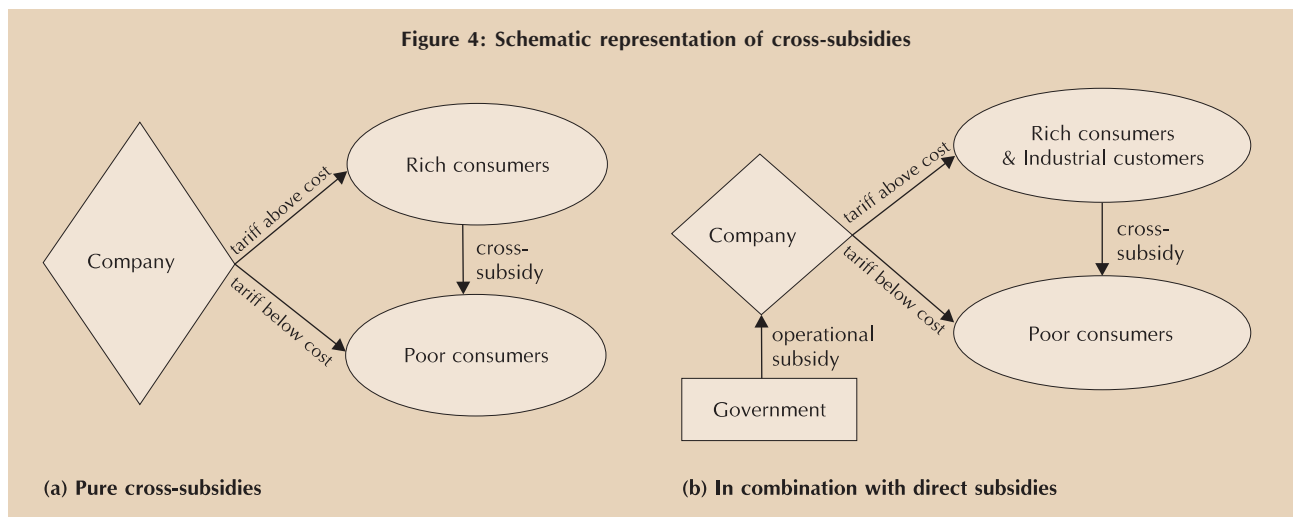 Figure 4: Schematic representation of cross-subsidies
Company
tariff above cost
tariff below cost
Rich consumers
cross-
subsidy
Poor consumers
(a) Pure cross-subsidies
Company
tariff above cost
tariff below cost
Rich consumers
& Industrial customers
cross-
subsidy
Poor consumers
operational
subsidy
Government
(b) In combination with direct subsidies